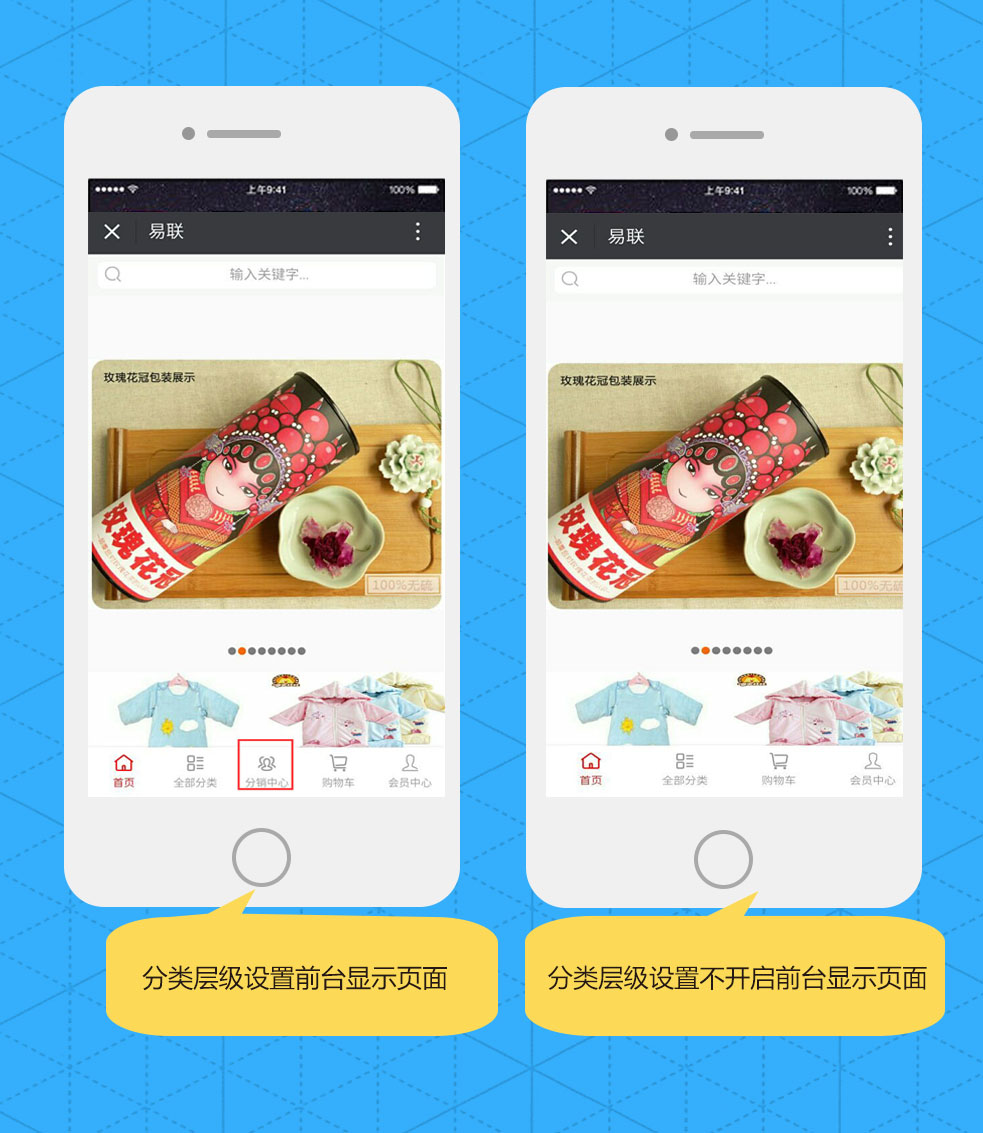 上午9:41
100%
易联
输入关键字...
玫瑰花冠包装展示
玫瑰花冠
100%无硫
首页
全部分类
分销中心
购物车
会员中心
分类层级设置前台显示页面
上午9:41
100%
易联
输入关键字...
玫瑰花冠包装展示
玫瑰花冠
100%无硫
首页
全部分类
购物车
会员中心
分类层级设置不开启前台显示页面